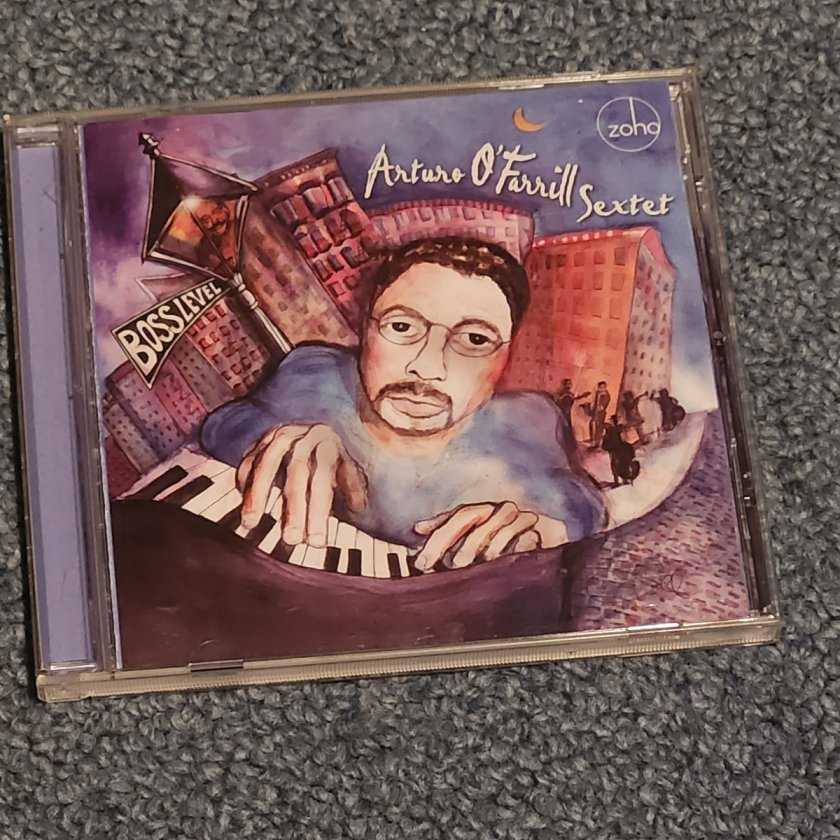 zoho
Arturo O'Farrill
Sextet
BOSS LEVEL